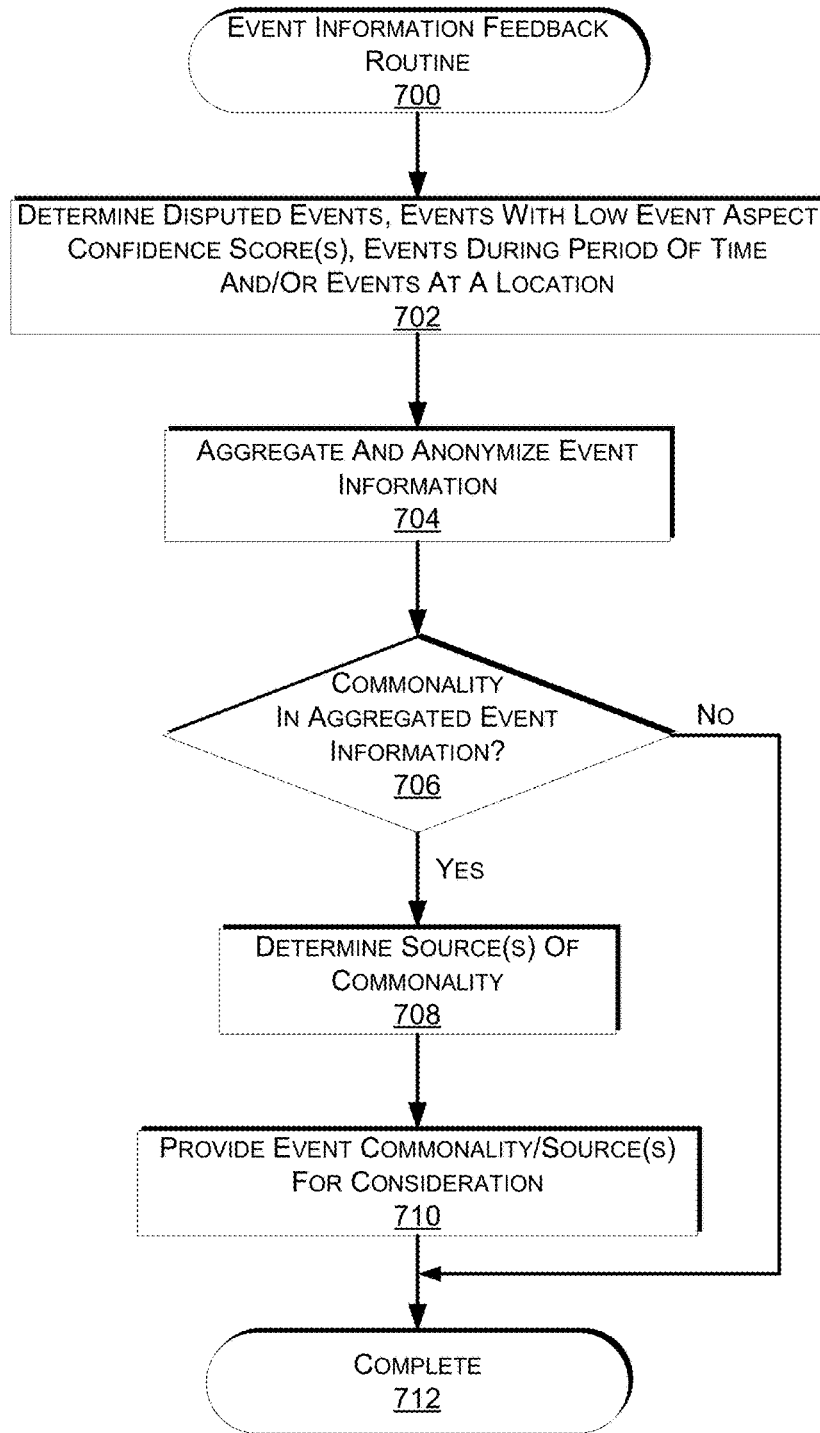 EVENT INFORMATION FEEDBACK
ROUTINE
700
DETERMINE DISPUTED EVENTS, EVENTS WITH LOW EVENT ASPECT
CONFIDENCE SCORE(S), EVENTS DURING PERIOD OF TIME
AND/OR EVENTS AT A LOCATION
702
AGGREGATE AND ANONYMIZE EVENT
INFORMATION
704
COMMONALITY
IN AGGREGATED EVENT
INFORMATION?
706
NO
YES
DETERMINE SOURCE(S) OF
COMMONALITY
708
PROVIDE EVENT COMMONALITY/SOURCE(S)
FOR CONSIDERATION
710
COMPLETE
712